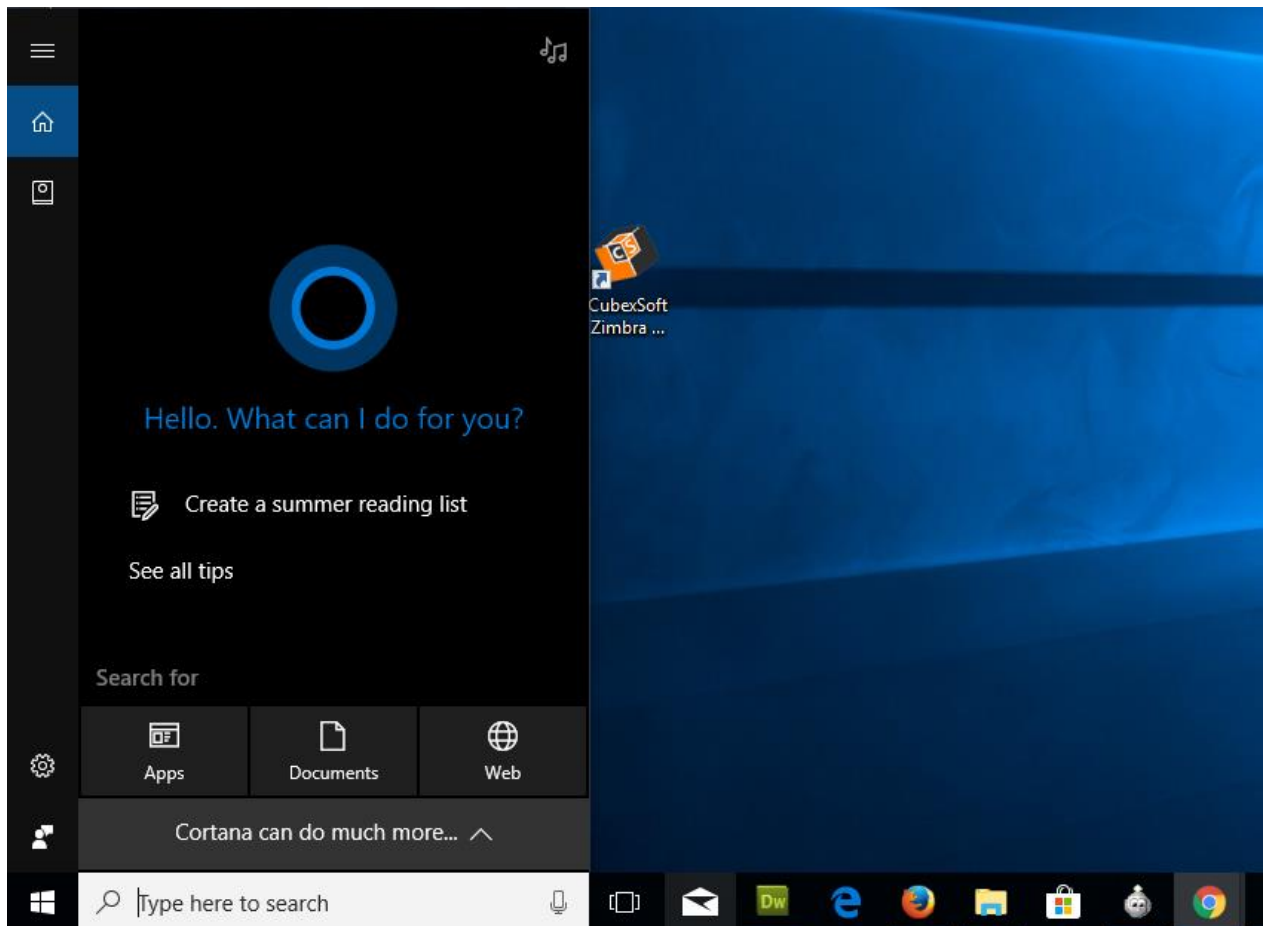 CS
CubexSoft
Zimbra ...
Hello. What can I do for you?
Create a summer reading list
See all tips
Search for
Apps
Documents
Web
Cortana can do much more...
Type here to search
Dw